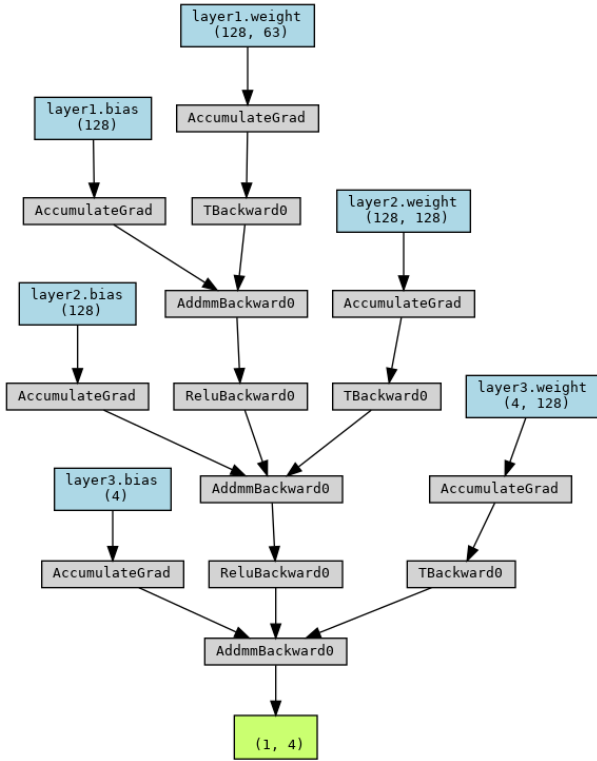 layer1.weight
(128, 63)
layer1.bias
(128)
AccumulateGrad
AccumulateGrad
TBackward0
layer2.weight
(128, 128)
layer2.bias
(128)
AddmmBackward0
AccumulateGrad
AccumulateGrad
ReluBackward0
TBackward0
layer3.weight
(4, 128)
layer3.bias
(4)
AddmmBackward0
AccumulateGrad
AccumulateGrad
ReluBackward0
TBackward0
AddmmBackward0
(1, 4)